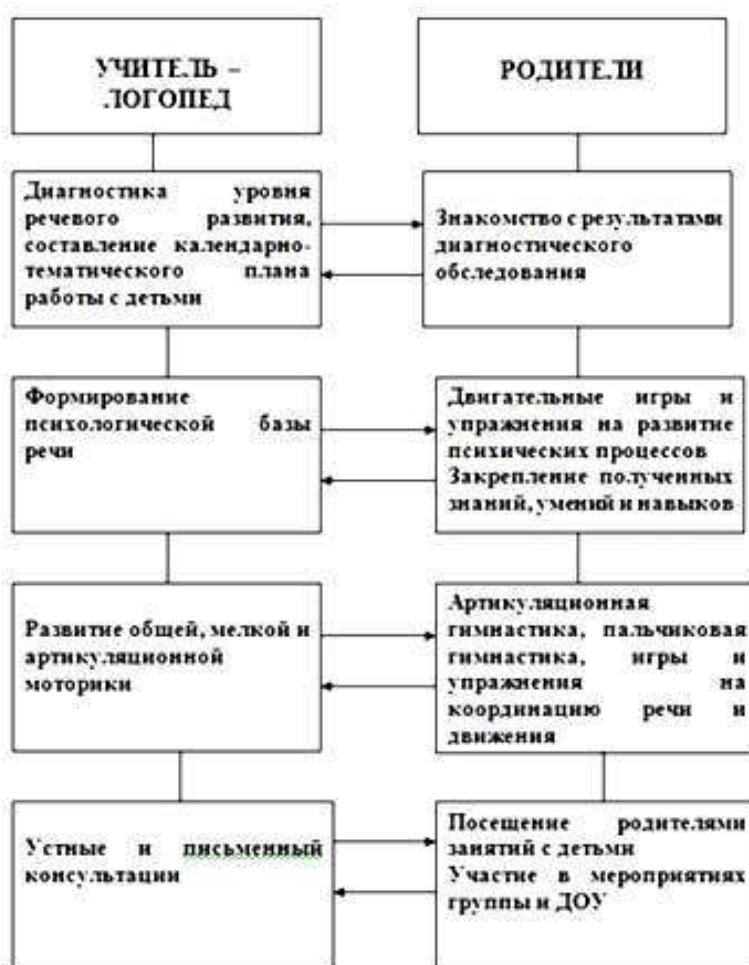 УЧИТЕЛЬ –
ЛОГОПЕД
РОДИТЕЛИ
Диагностика уровня
речевого развития,
составление календарно-
тематического плана
работы с детьми
Знакомство с результатами
диагностического
обследования
Формирование
психологической базы
речи
Двигательные игры и
упражнения на развитие
психических процессов
Закрепление полученных
знаний, умений и навыков
Развитие общей, мелкой и
артикуляционной
моторики
Артикуляционная
гимнастика, пальчиковая
гимнастика, игры и
упражнения на
координацию речи и
движения
Устные и письменный
консультации
Посещение родителями
занятий с детьми
Участие в мероприятиях
группы и ДОУ